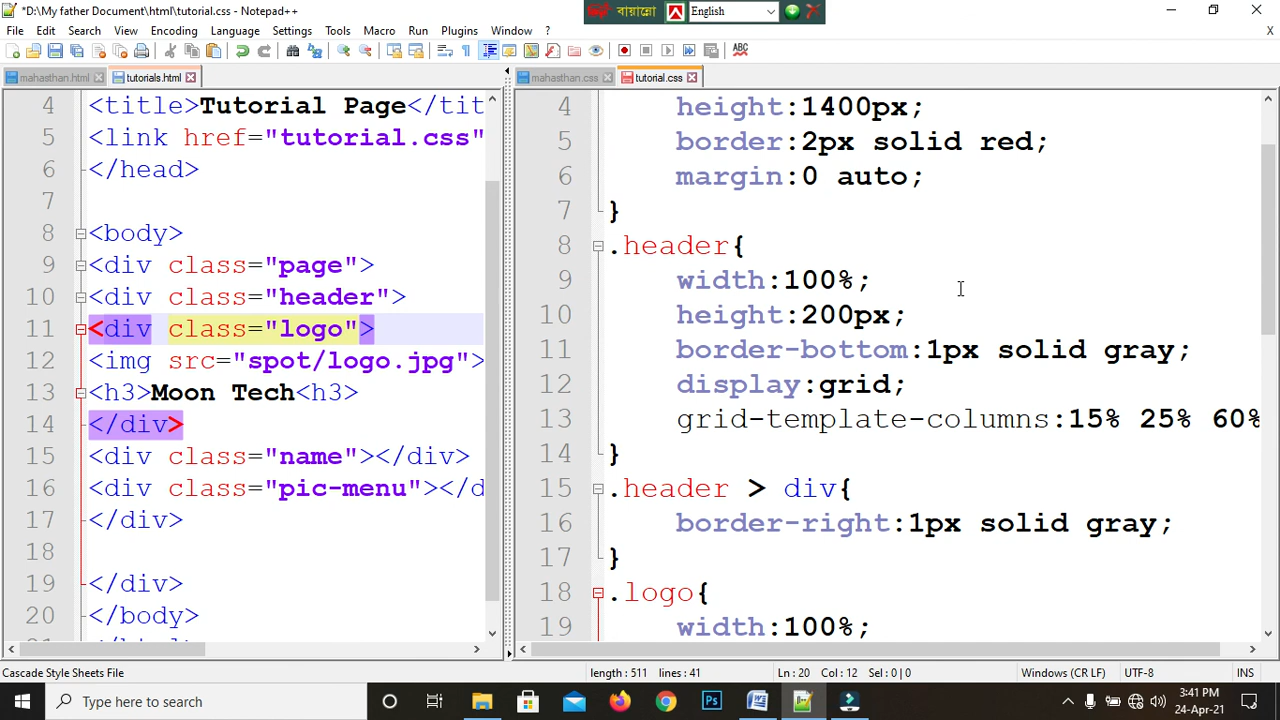 *D:\My father Document\html\tutorial.css - Notepad++
বায়ান্নো English
File Edit Search View Encoding Language Settings Tools Macro Run Plugins Window ? X
ABC
mahasthan.html tutorials.html
mahasthan.css tutorial.css
4 <title>Tutorial Page</tit
5 <link href="tutorial.css"
6 </head>
7
8 <body>
9 <div class="page">
10 <div class="header">
11 <div class="logo">
12 <img src="spot/logo.jpg">
13 <h3>Moon Tech<h3>
14 </div>
15 <div class="name"></div>
16 <div class="pic-menu"></d
17 </div>
18
19 </div>
20 </body>
4 height:1400px;
5 border:2px solid red;
6 margin:0 auto;
7 }
8 .header{
9 width:100%;
10 height:200px;
11 border-bottom:1px solid gray;
12 display:grid;
13 grid-template-columns:15% 25% 60%
14 }
15 .header > div{
16 border-right:1px solid gray;
17 }
18 .logo{
19 width:100%;
Cascade Style Sheets File length : 511 lines : 41 Ln : 20 Col : 12 Sel : 0 | 0 Windows (CR LF) UTF-8 INS
Type here to search
Ps
W
3:41 PM
24-Apr-21